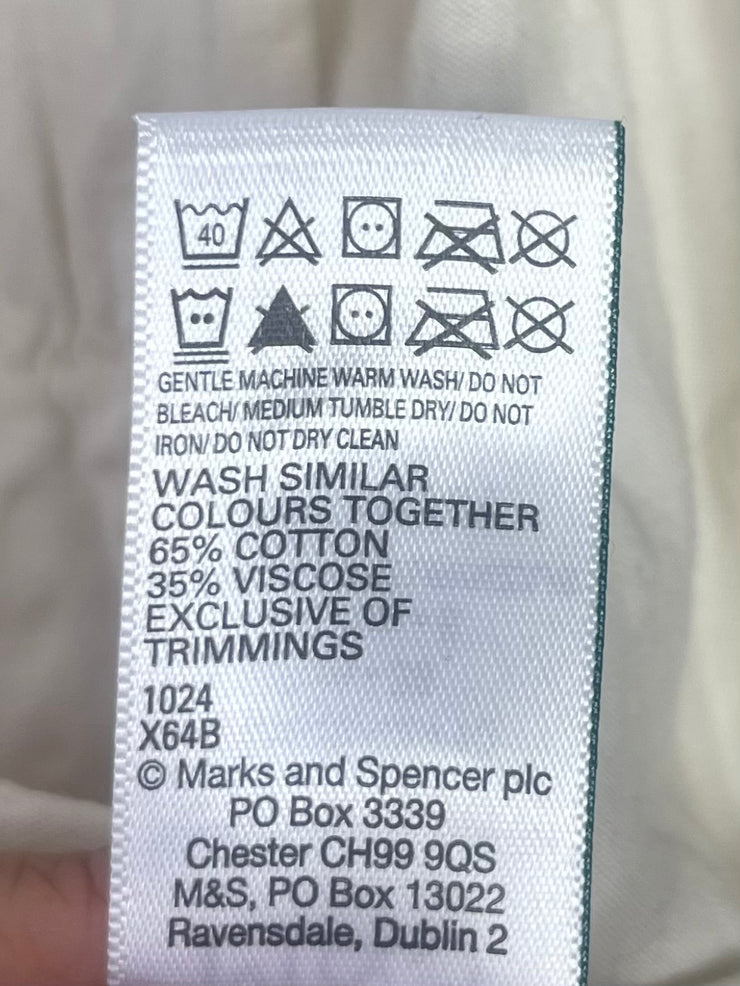 40
GENTLE MACHINE WARM WASH/ DO NOT
BLEACH/ MEDIUM TUMBLE DRY/ DO NOT
IRON/ DO NOT DRY CLEAN
WASH SIMILAR
COLOURS TOGETHER
65% COTTON
35% VISCOSE
EXCLUSIVE OF
TRIMMINGS
1024
X64B
© Marks and Spencer plc
PO Box 3339
Chester CH99 9QS
M&S, PO Box 13022
Ravensdale, Dublin 2